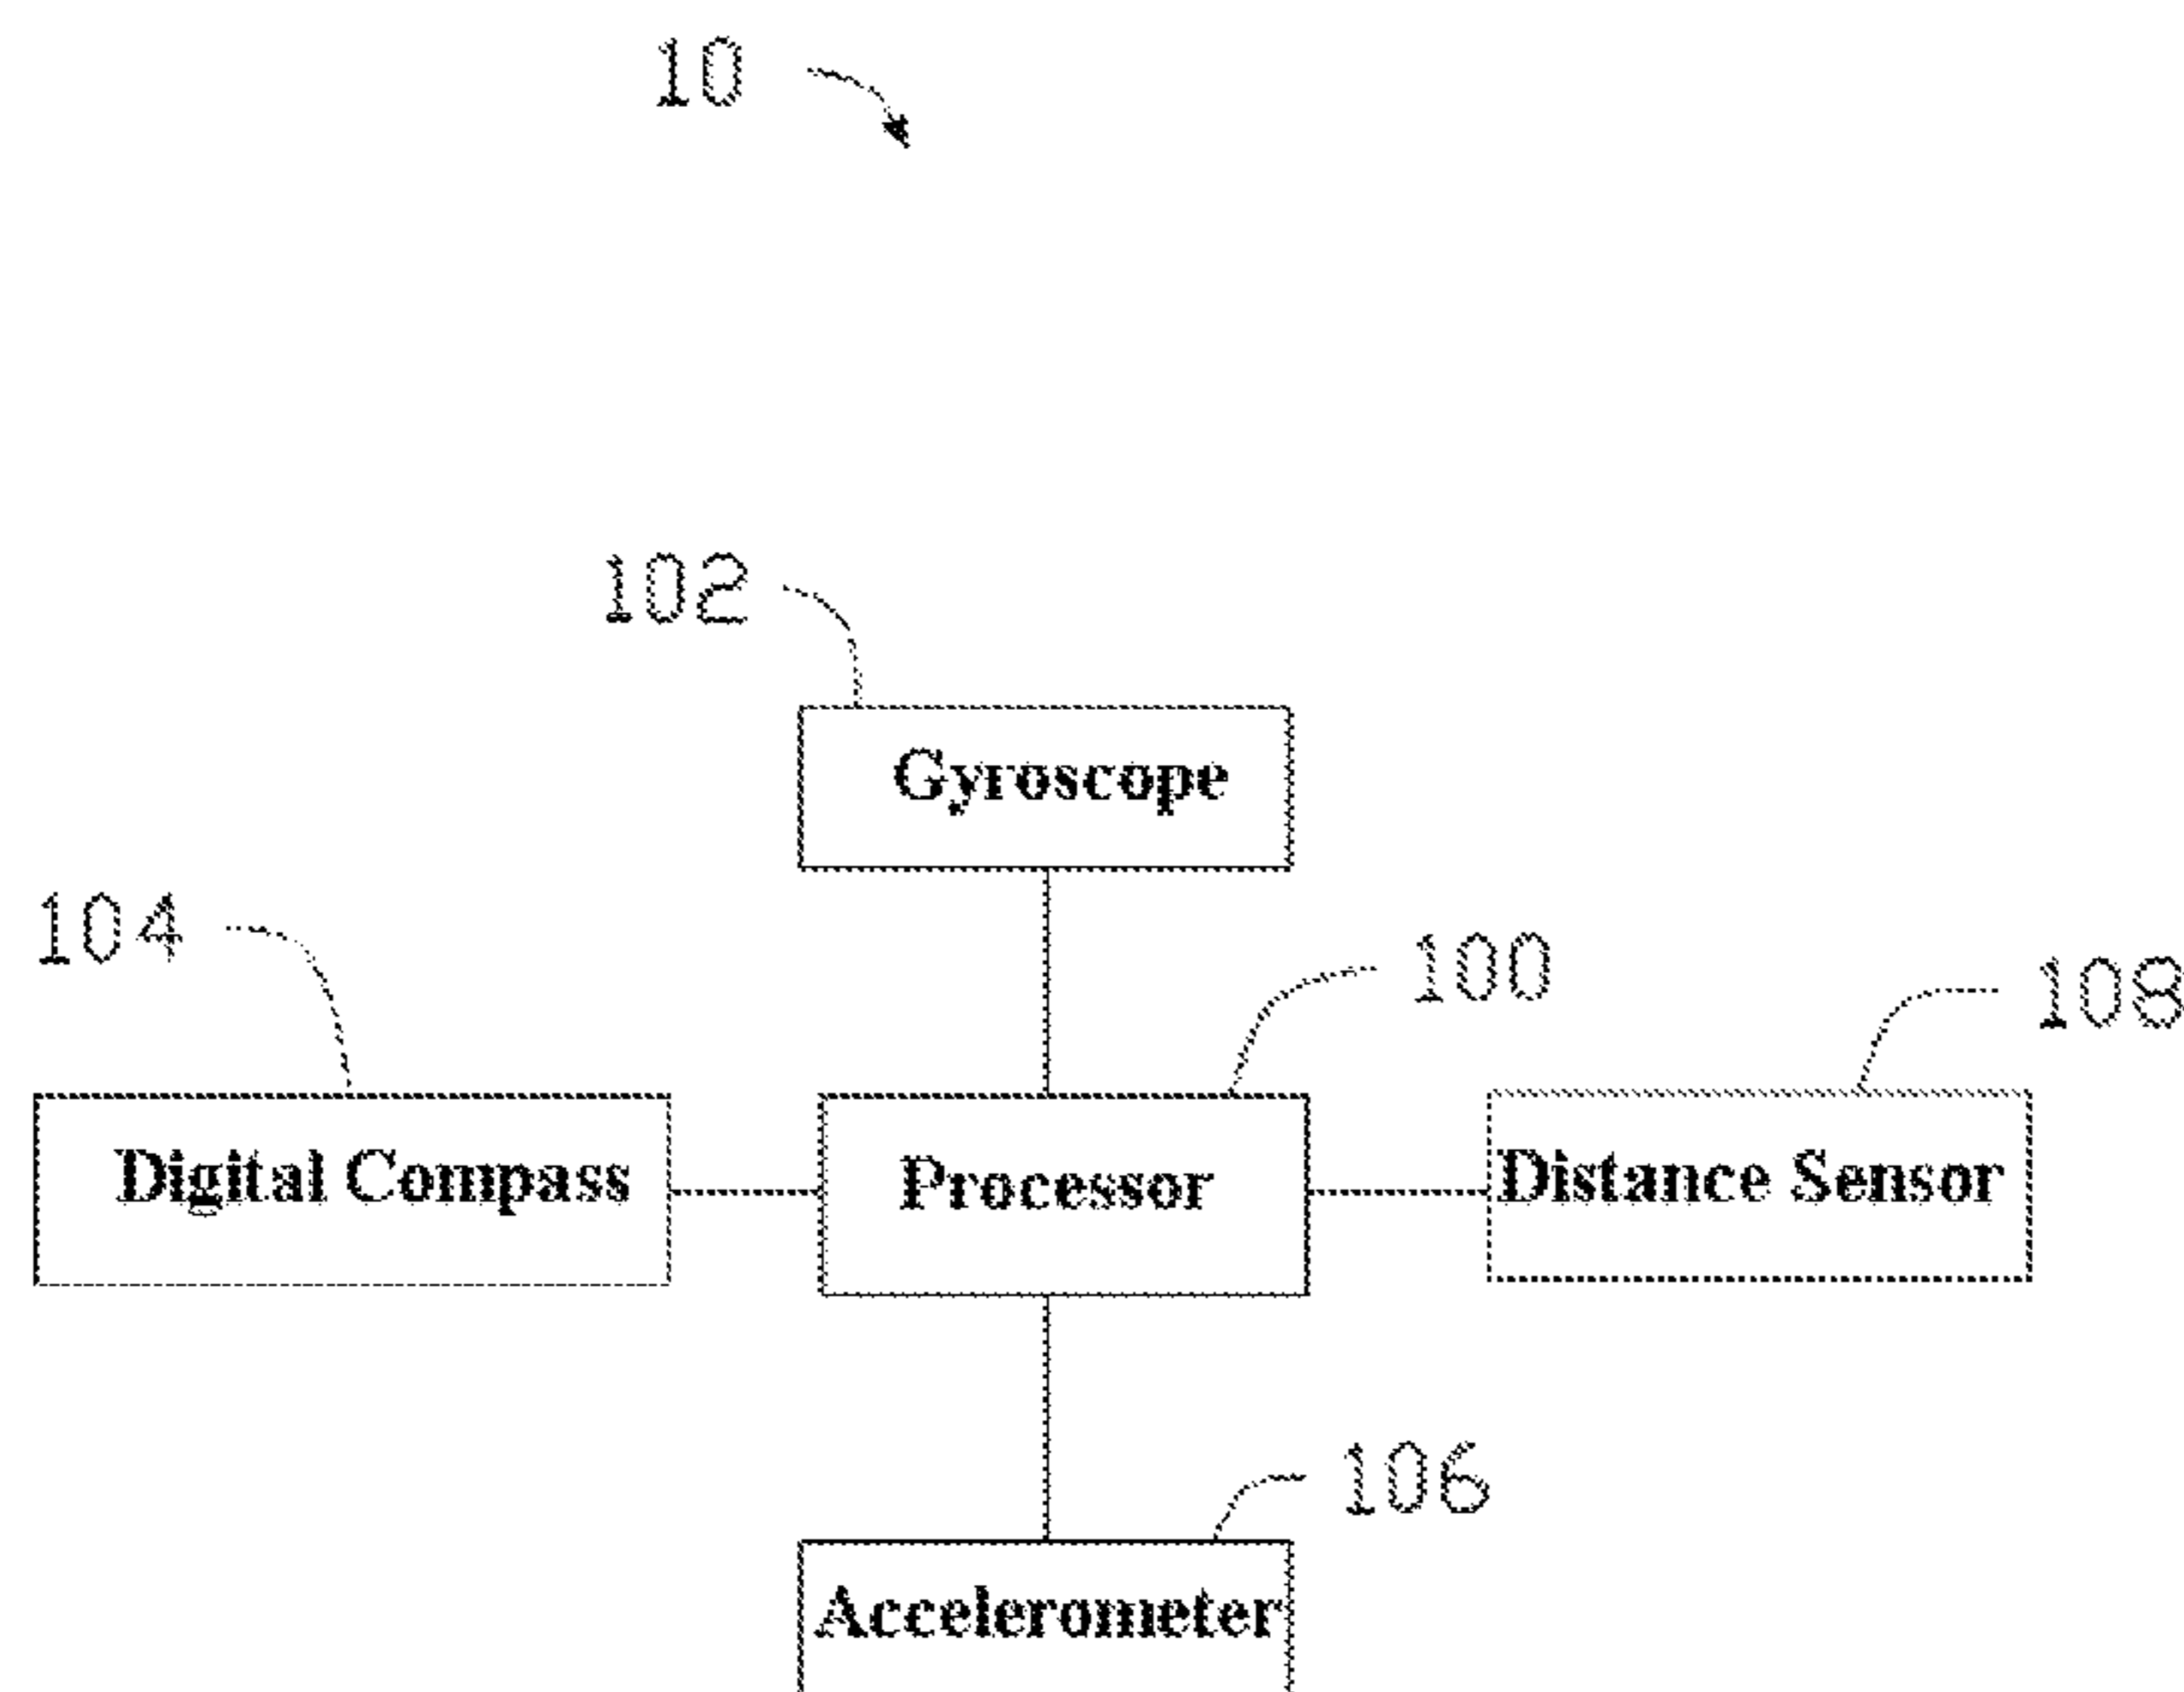 10
102
Gyroscope
104
100
108
Digital Compass
Processor
Distance Sensor
106
Accelerometer